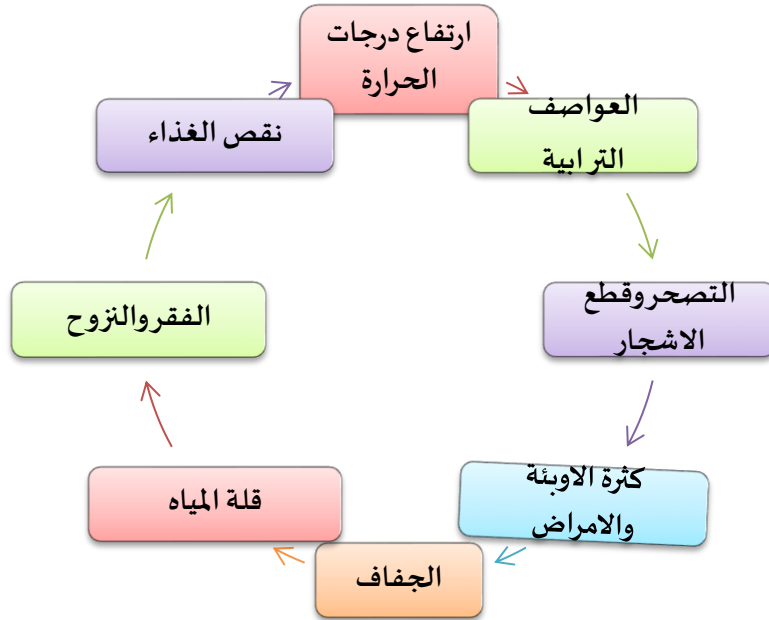 ارتفاع درجات
الحرارة
العواصف
الترابية
التصحروقطع
الاشجار
كثرة الاوبئة
والامراض
الجفاف
قلة المياه
الفقروالنزوح
نقص الغذاء